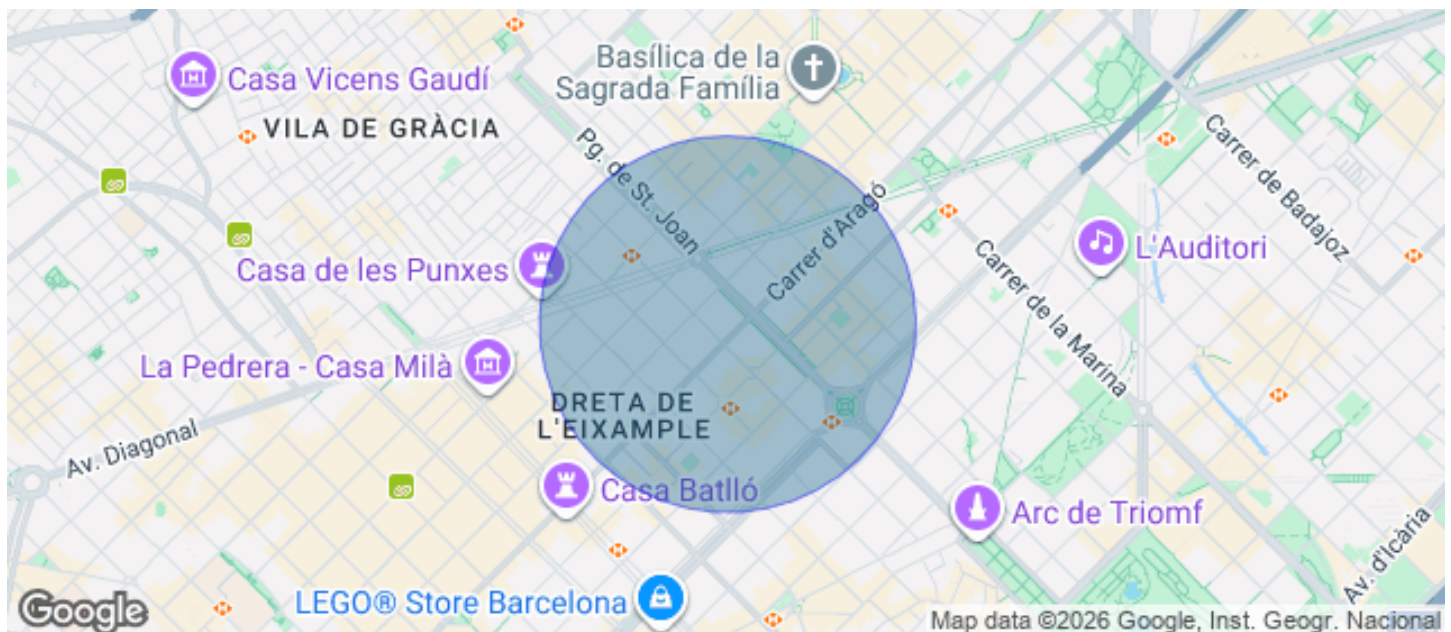 Basílica de la
Sagrada Família
Casa Vicens Gaudí
VILA DE GRÀCIA
Pg. de St. Joan
Carrer de Badajoz
Carrer d'Aragó
L'Auditori
Casa de les Punxes
Carrer de la Marina
La Pedrera - Casa Milà
DRETA DE
L'EIXAMPLE
Av. Diagonal
Casa Batlló
Arc de Triomf
Av. d'Icària
LEGO® Store Barcelona
Google
Map data ©2026 Google, Inst. Geogr. Nacional